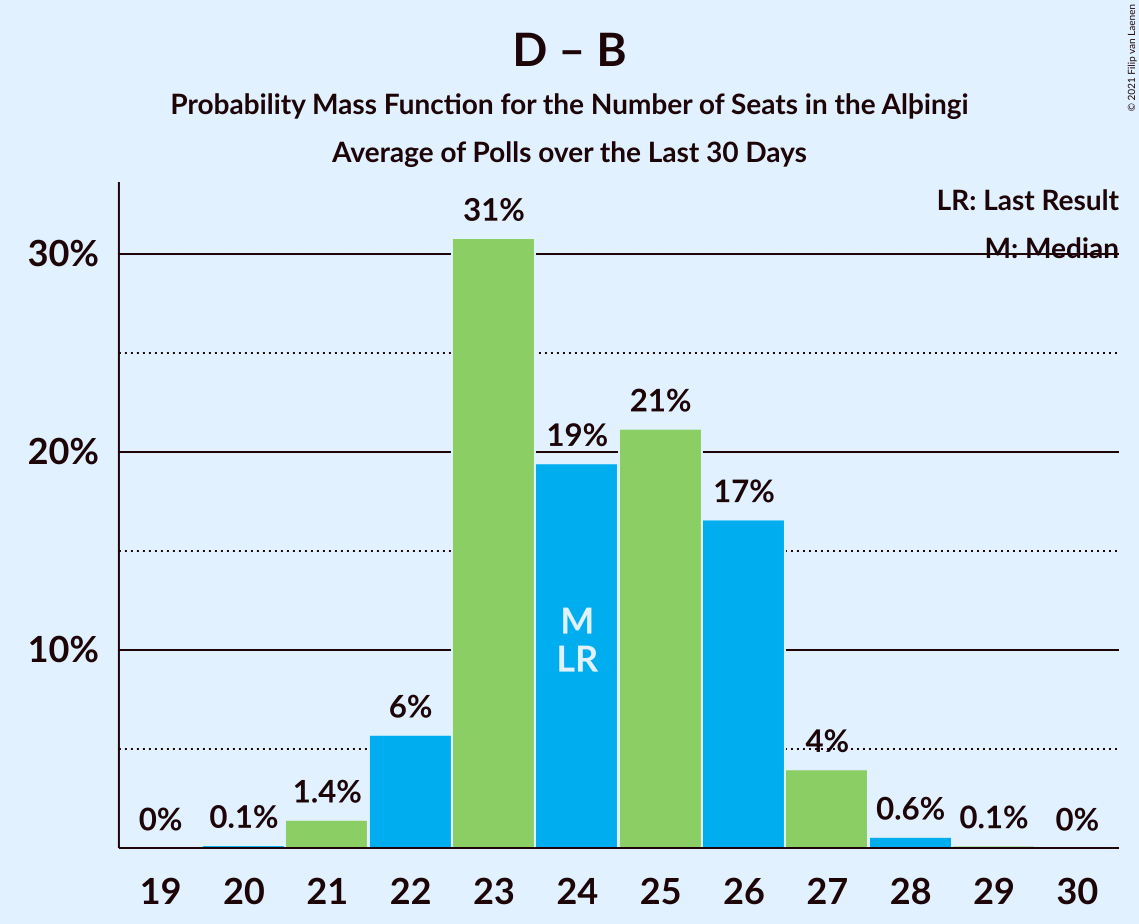 D – B
Probability Mass Function for the Number of Seats in the Alþingi
Average of Polls over the Last 30 Days
© 2021 Filip van Laenen
LR: Last Result
M: Median
30%
20%
10%
0%
0.1%
1.4%
6%
31%
19%
21%
17%
4%
0.6%
0.1%
0%
M
LR
19 20 21 22 23 24 25 26 27 28 29 30